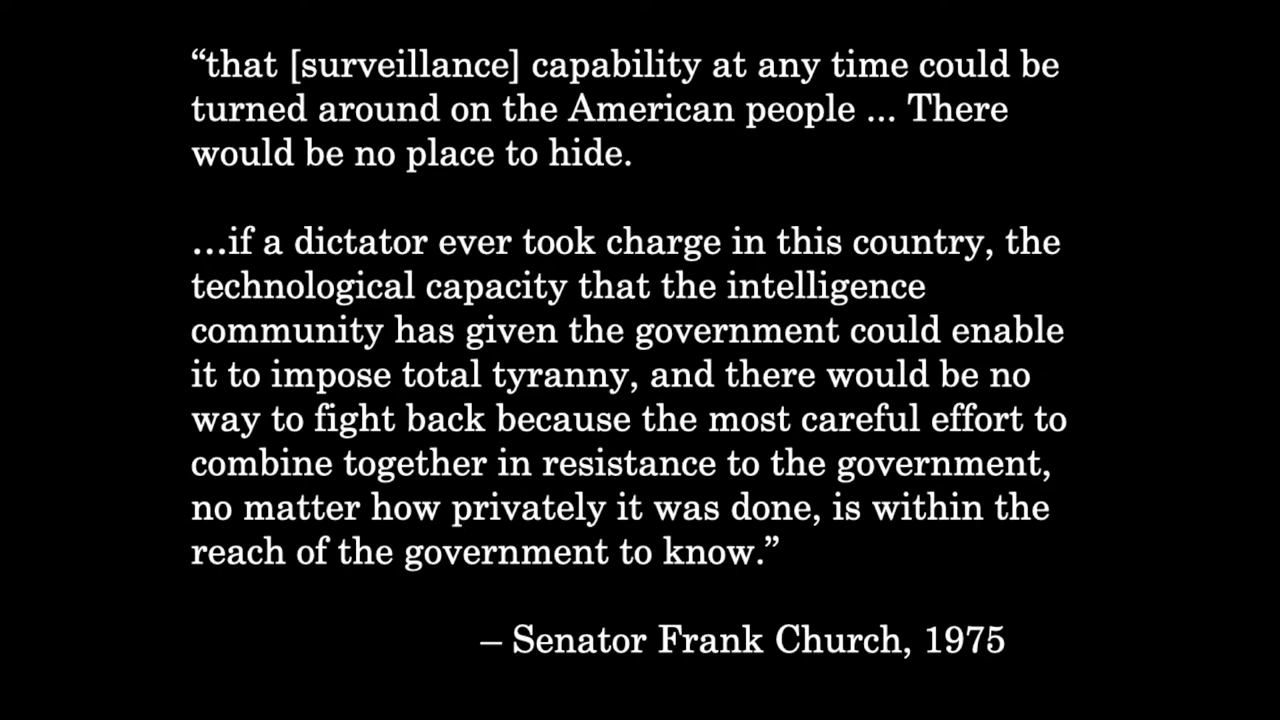 “that [surveillance] capability at any time could be
turned around on the American people ... There
would be no place to hide.
…if a dictator ever took charge in this country, the
technological capacity that the intelligence
community has given the government could enable
it to impose total tyranny, and there would be no
way to fight back because the most careful effort to
combine together in resistance to the government,
no matter how privately it was done, is within the
reach of the government to know.”
– Senator Frank Church, 1975